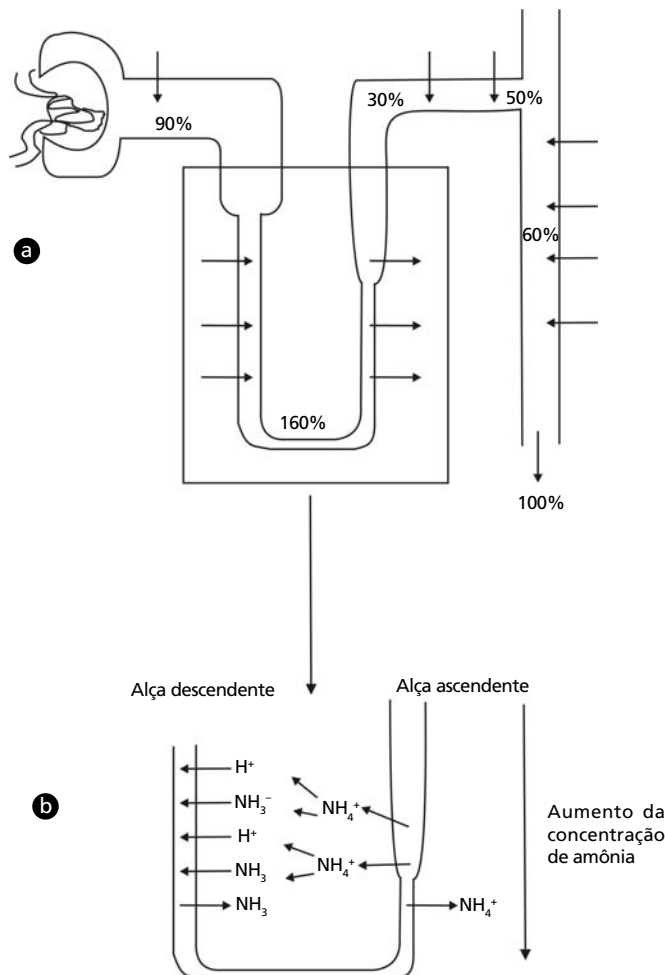 90%
30%
50%
60%
a
160%
100%
Alça descendente
Alça ascendente
b
H⁺
NH₃⁻
NH₄⁺
H⁺
NH₄⁺
NH₃
NH₃
NH₄⁺
Aumento da
concentração
de amônia